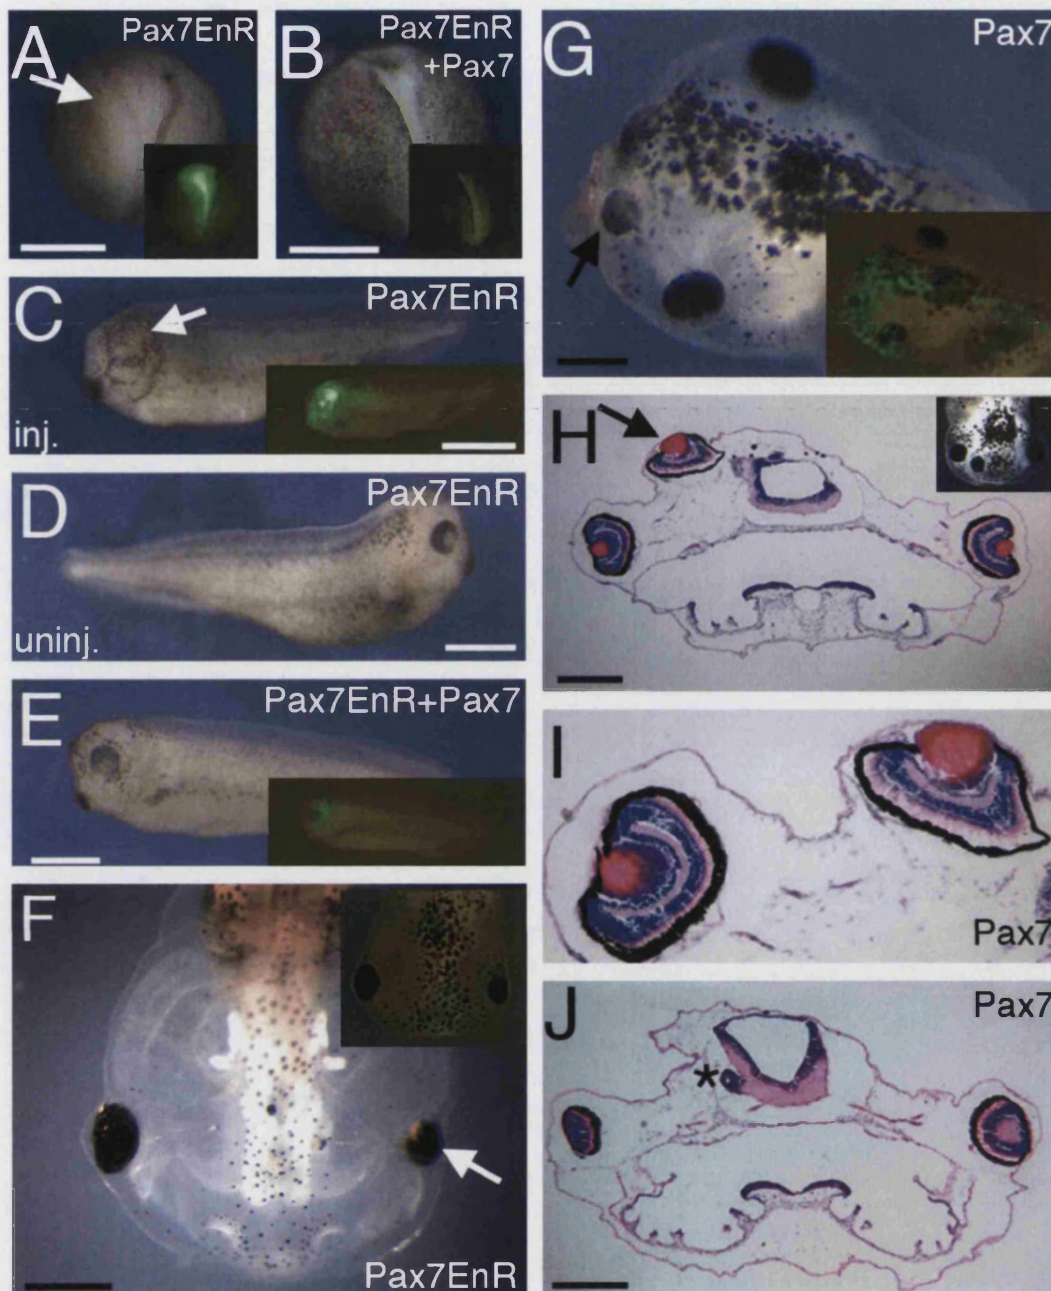 A
Pax7EnR
B
Pax7EnR
+Pax7
C
Pax7EnR
inj.
D
Pax7EnR
uninj.
E
Pax7EnR+Pax7
F
Pax7EnR
G
Pax7
H
I
Pax7
J
Pax7
*